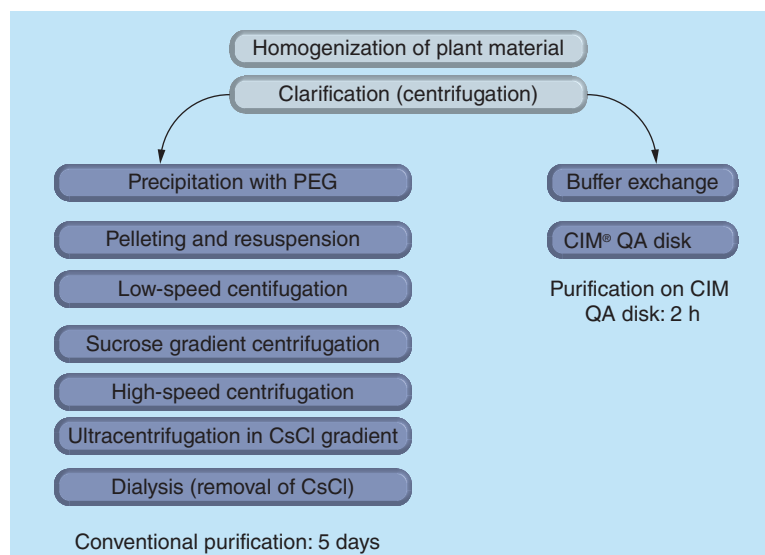 Homogenization of plant material
Clarification (centrifugation)
Precipitation with PEG
Pelleting and resuspension
Low-speed centifugation
Sucrose gradient centrifugation
High-speed centrifugation
Ultracentrifugation in CsCl gradient
Dialysis (removal of CsCl)
Conventional purification: 5 days
Buffer exchange
CIM® QA disk
Purification on CIM
QA disk: 2 h